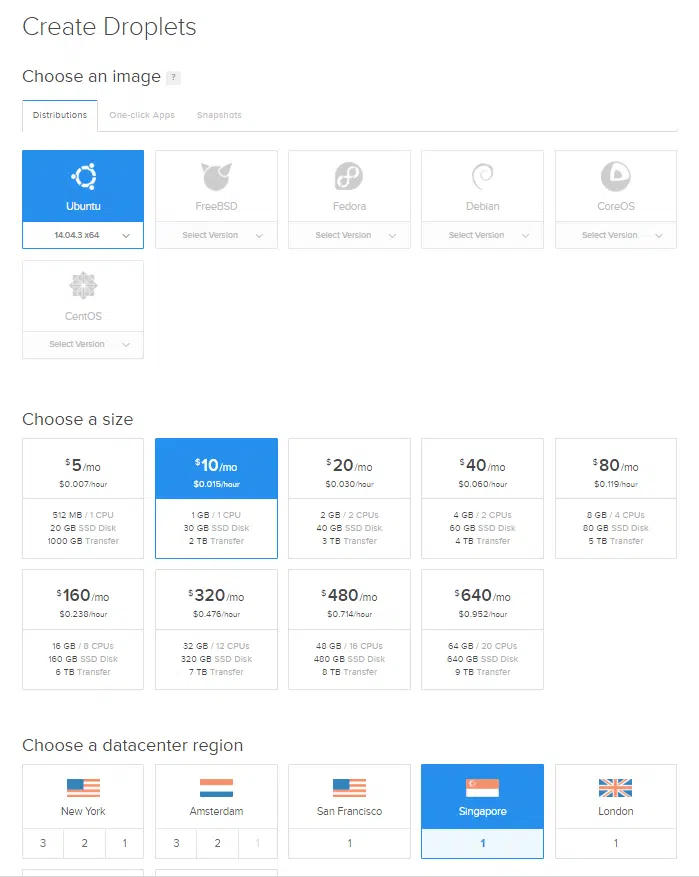 Create Droplets
Choose an image ?
Distributions One-click Apps Snapshots
Ubuntu FreeBSD Fedora Debian CoreOS
14.04.3 x64 Select Version Select Version Select Version Select Version
CentOS
Select Version
Choose a size
$5/mo $10/mo $20/mo $40/mo $80/mo
$0.007/hour $0.015/hour $0.030/hour $0.060/hour $0.119/hour
512 MB / 1 CPU 1 GB / 1 CPU 2 GB / 2 CPUs 4 GB / 2 CPUs 8 GB / 4 CPUs
20 GB SSD Disk 30 GB SSD Disk 40 GB SSD Disk 60 GB SSD Disk 80 GB SSD Disk
1000 GB Transfer 2 TB Transfer 3 TB Transfer 4 TB Transfer 5 TB Transfer
$160/mo $320/mo $480/mo $640/mo
$0.238/hour $0.476/hour $0.714/hour $0.952/hour
16 GB / 8 CPUs 32 GB / 12 CPUs 48 GB / 16 CPUs 64 GB / 20 CPUs
160 GB SSD Disk 320 GB SSD Disk 480 GB SSD Disk 640 GB SSD Disk
6 TB Transfer 7 TB Transfer 8 TB Transfer 9 TB Transfer
Choose a datacenter region
New York Amsterdam San Francisco Singapore London
3 2 1 3 2 1 1 1 1